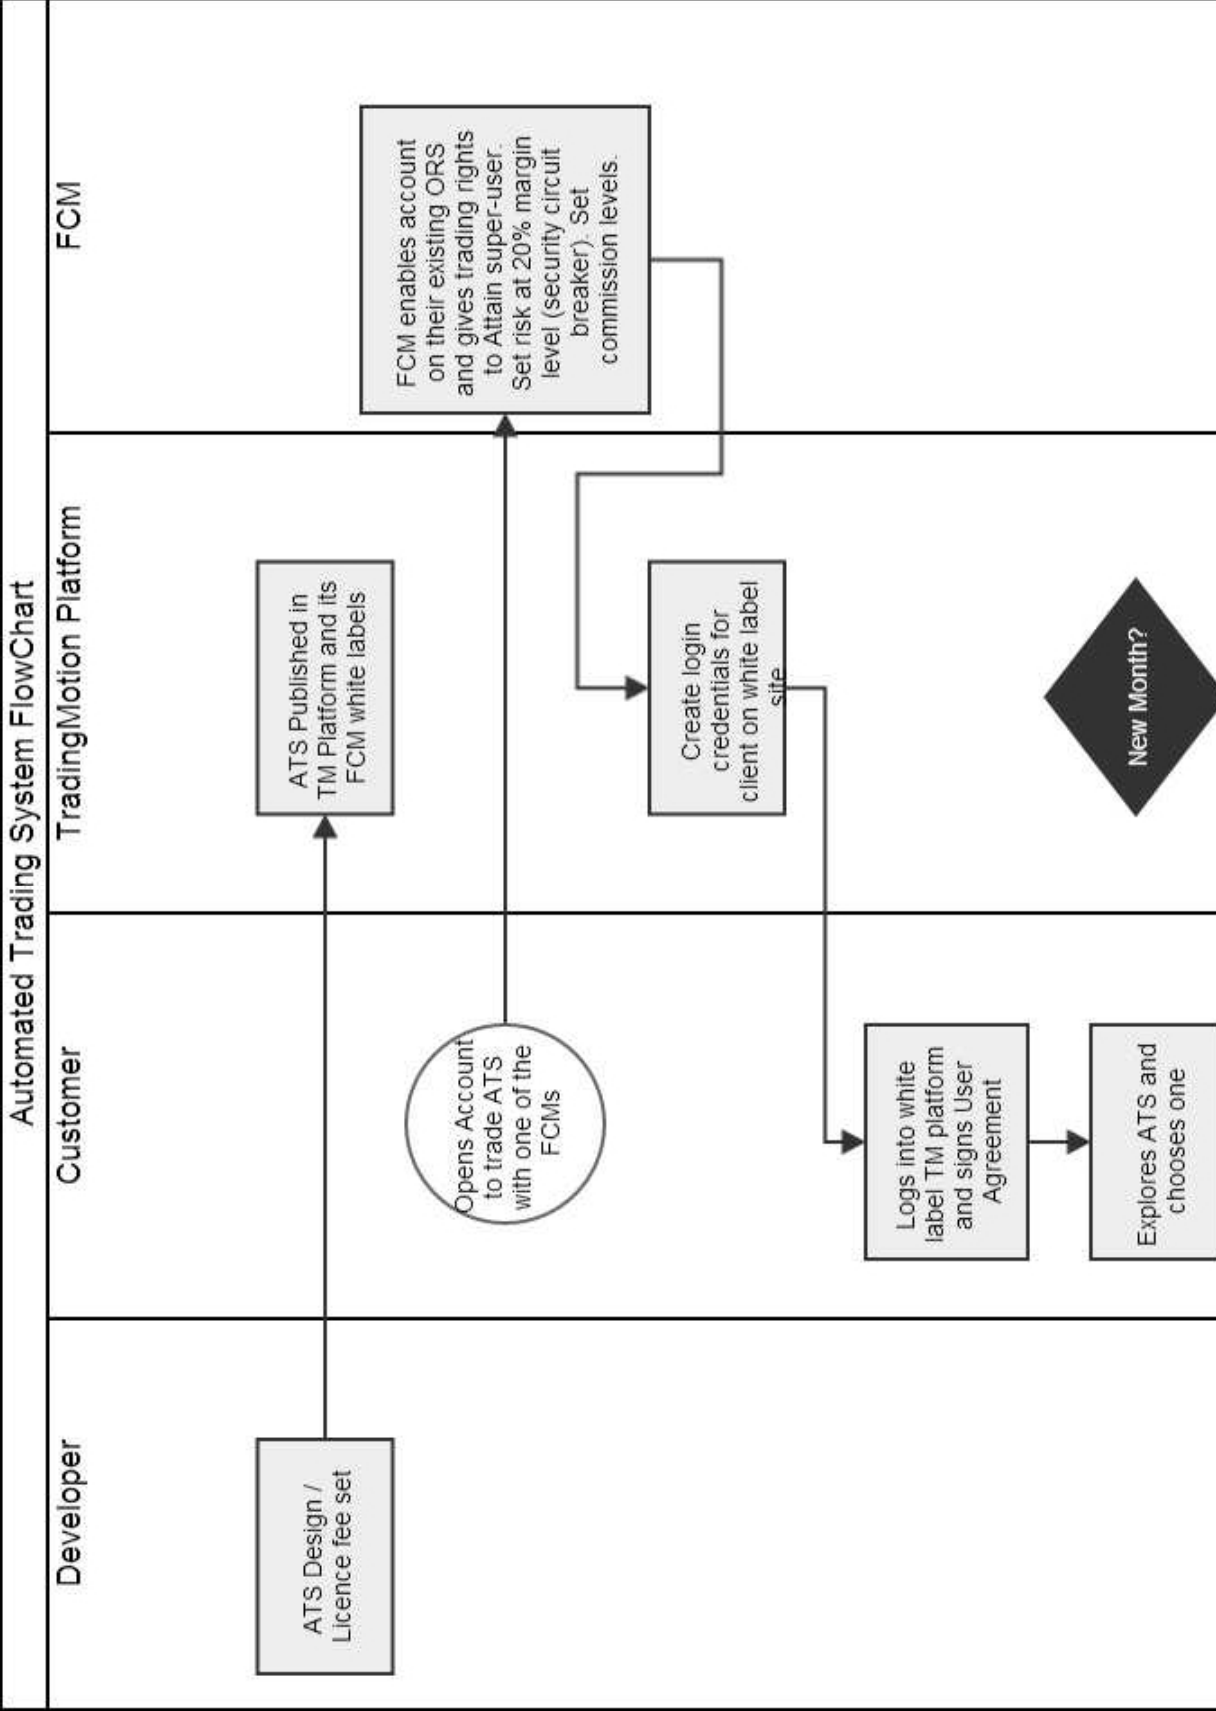 Automated Trading System FlowChart
Developer
Customer
TradingMotion Platform
FCM
ATS Design /
Licence fee set
ATS Published in
TM Platform and its
FCM white labels
Opens Account
to trade ATS
with one of the
FCMs
FCM enables account
on their existing ORS
and gives trading rights
to Attain super-user.
Set risk at 20% margin
level (security circuit
breaker). Set
commission levels.
Create login
credentials for
client on white label
site
Logs into white
label TM platform
and signs User
Agreement
Explores ATS and
chooses one
New Month?